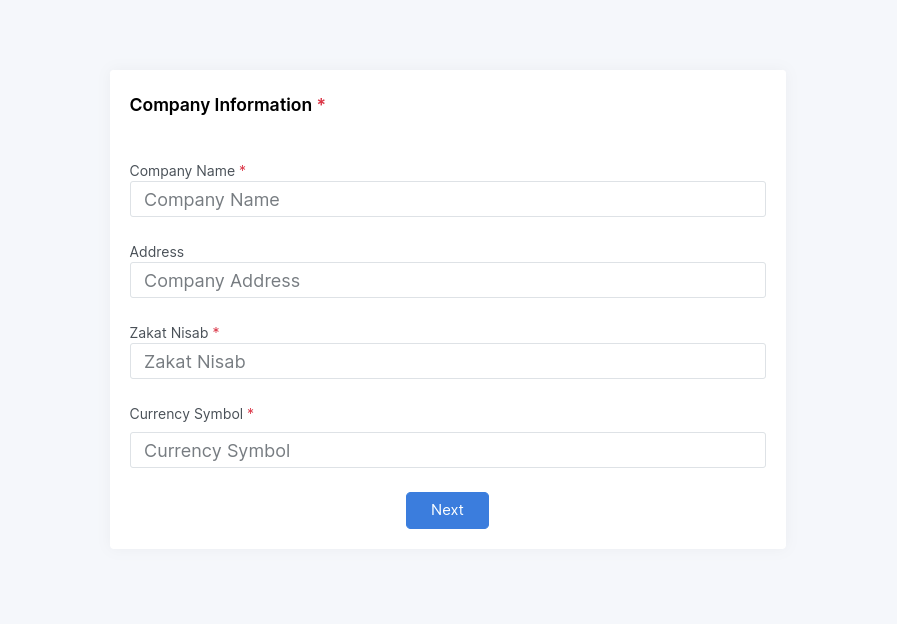 Company Information *
Company Name *
Company Name
Address
Company Address
Zakat Nisab *
Zakat Nisab
Currency Symbol *
Currency Symbol
Next